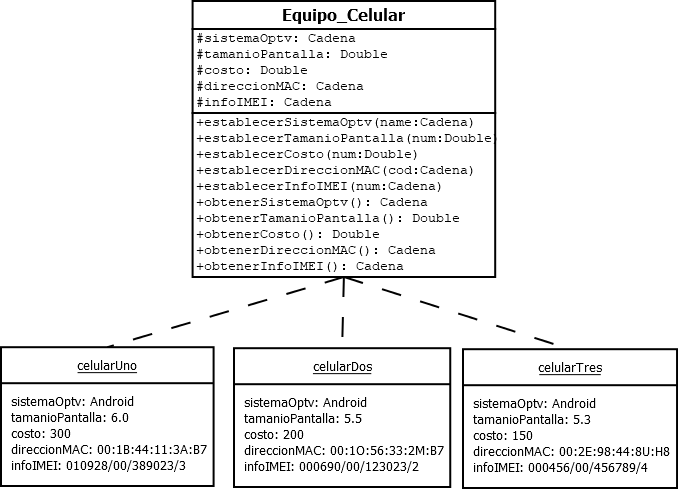 Equipo_Celular
#sistemaOptv: Cadena
#tamanioPantalla: Double
#costo: Double
#direccionMAC: Cadena
#infoIMEI: Cadena
+establecerSistemaOptv(name:Cadena)
+establecerTamanioPantalla(num:Double)
+establecerCosto(num:Double)
+establecerDireccionMAC(cod:Cadena)
+establecerInfoIMEI(num:Cadena)
+obtenerSistemaOptv(): Cadena
+obtenerTamanioPantalla(): Double
+obtenerCosto(): Double
+obtenerDireccionMAC(): Cadena
+obtenerInfoIMEI(): Cadena
celularUno
sistemaOptv: Android
tamanioPantalla: 6.0
costo: 300
direccionMAC: 00:1B:44:11:3A:B7
infoIMEI: 010928/00/389023/3
celularDos
sistemaOptv: Android
tamanioPantalla: 5.5
costo: 200
direccionMAC: 00:1O:56:33:2M:B7
infoIMEI: 000690/00/123023/2
celularTres
sistemaOptv: Android
tamanioPantalla: 5.3
costo: 150
direccionMAC: 00:2E:98:44:8U:H8
infoIMEI: 000456/00/456789/4